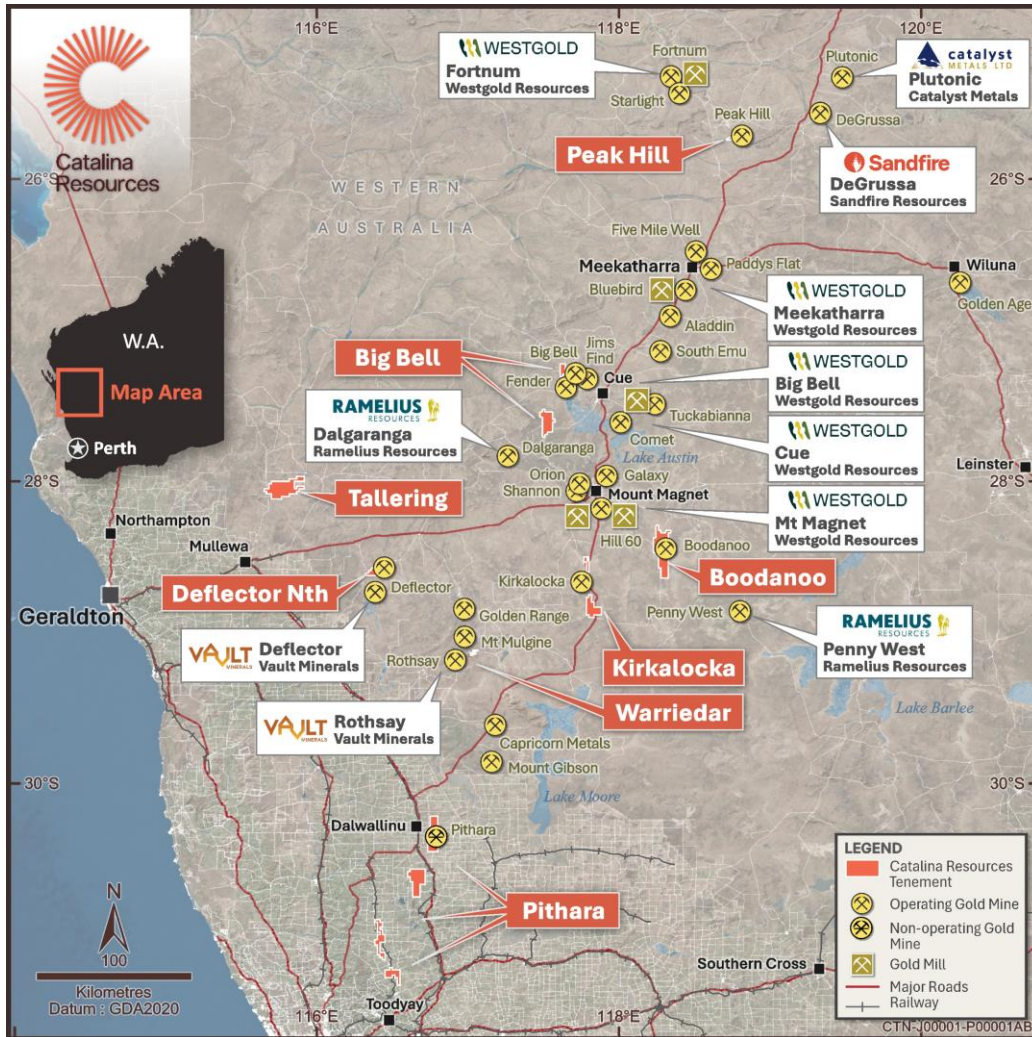 116°E
118°E
120°E
Catalina
Resources
WESTGOLD
Fortnum
Westgold Resources
Fortnum
Starlight
Plutonic
catalyst
METALS LTD
Plutonic
Catalyst Metals
Peak Hill
DeGrussa
Peak Hill
Sandfire
DeGrussa
Sandfire Resources
26°S
26°S
WESTERN
AUSTRALIA
Five Mile Well
Meekatharra
Paddys Flat
Wiluna
Bluebird
Golden Age
WESTGOLD
Meekatharra
Westgold Resources
Aladdin
W.A.
Map Area
Perth
Big Bell
Big Bell
Jims
Find
South Emu
Fender
Cue
WESTGOLD
Big Bell
Westgold Resources
Tuckabianna
RAMELIUS
RESOURCES
Dalgaranga
Ramelius Resources
Dalgaranga
Comet
Lake Austin
WESTGOLD
Cue
Westgold Resources
Leinster
28°S
28°S
Tallering
Orion
Galaxy
Shannon
Mount Magnet
WESTGOLD
Mt Magnet
Westgold Resources
Northampton
Mullewa
Hill 60
Boodanoo
Boodanoo
Deflector Nth
Deflector
Kirkalocka
Geraldton
Golden Range
Penny West
RAMELIUS
RESOURCES
Penny West
Ramelius Resources
VAULT
MINERALS
Deflector
Vault Minerals
Mt Mulgine
Rothsay
Kirkalocka
Warriedar
Lake Barlee
VAULT
MINERALS
Rothsay
Vault Minerals
Capricorn Metals
Mount Gibson
30°S
30°S
Lake Moore
Dalwallinu
Pithara
Pithara
LEGEND
Catalina Resources
Tenement
Operating Gold Mine
Non-operating Gold
Mine
Gold Mill
Major Roads
Railway
N
100
Kilometres
Datum : GDA2020
Southern Cross
Toodyay
116°E
118°E
120°E
CTN-J00001-P00001AB